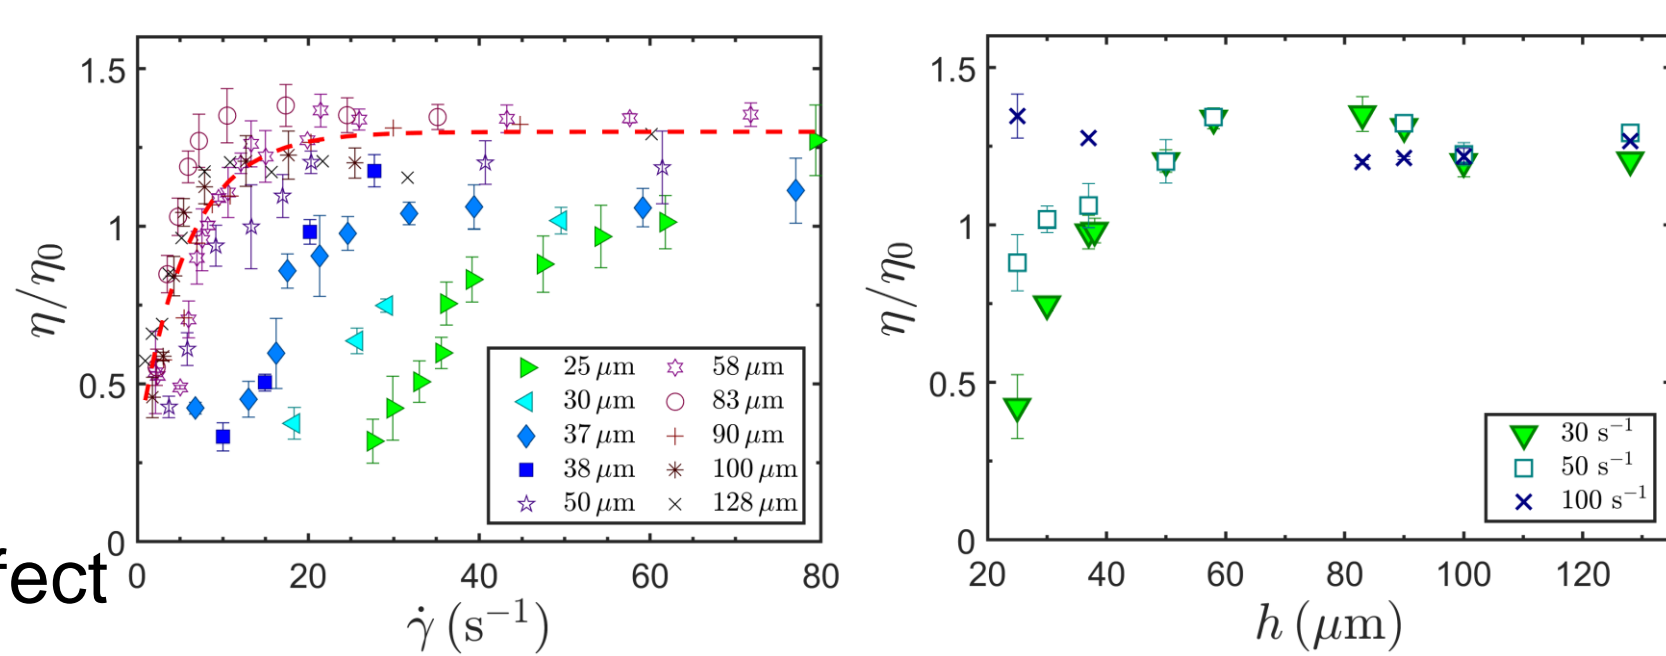 1.5
1
0.5
0
η/η₀
0 20 40 60 80
γ̇ (s⁻¹)
25 μm 58 μm
30 μm 83 μm
37 μm 90 μm
38 μm 100 μm
50 μm 128 μm
fect
1.5
1
0.5
0
η/η₀
20 40 60 80 100 120
h (μm)
30 s⁻¹
50 s⁻¹
100 s⁻¹